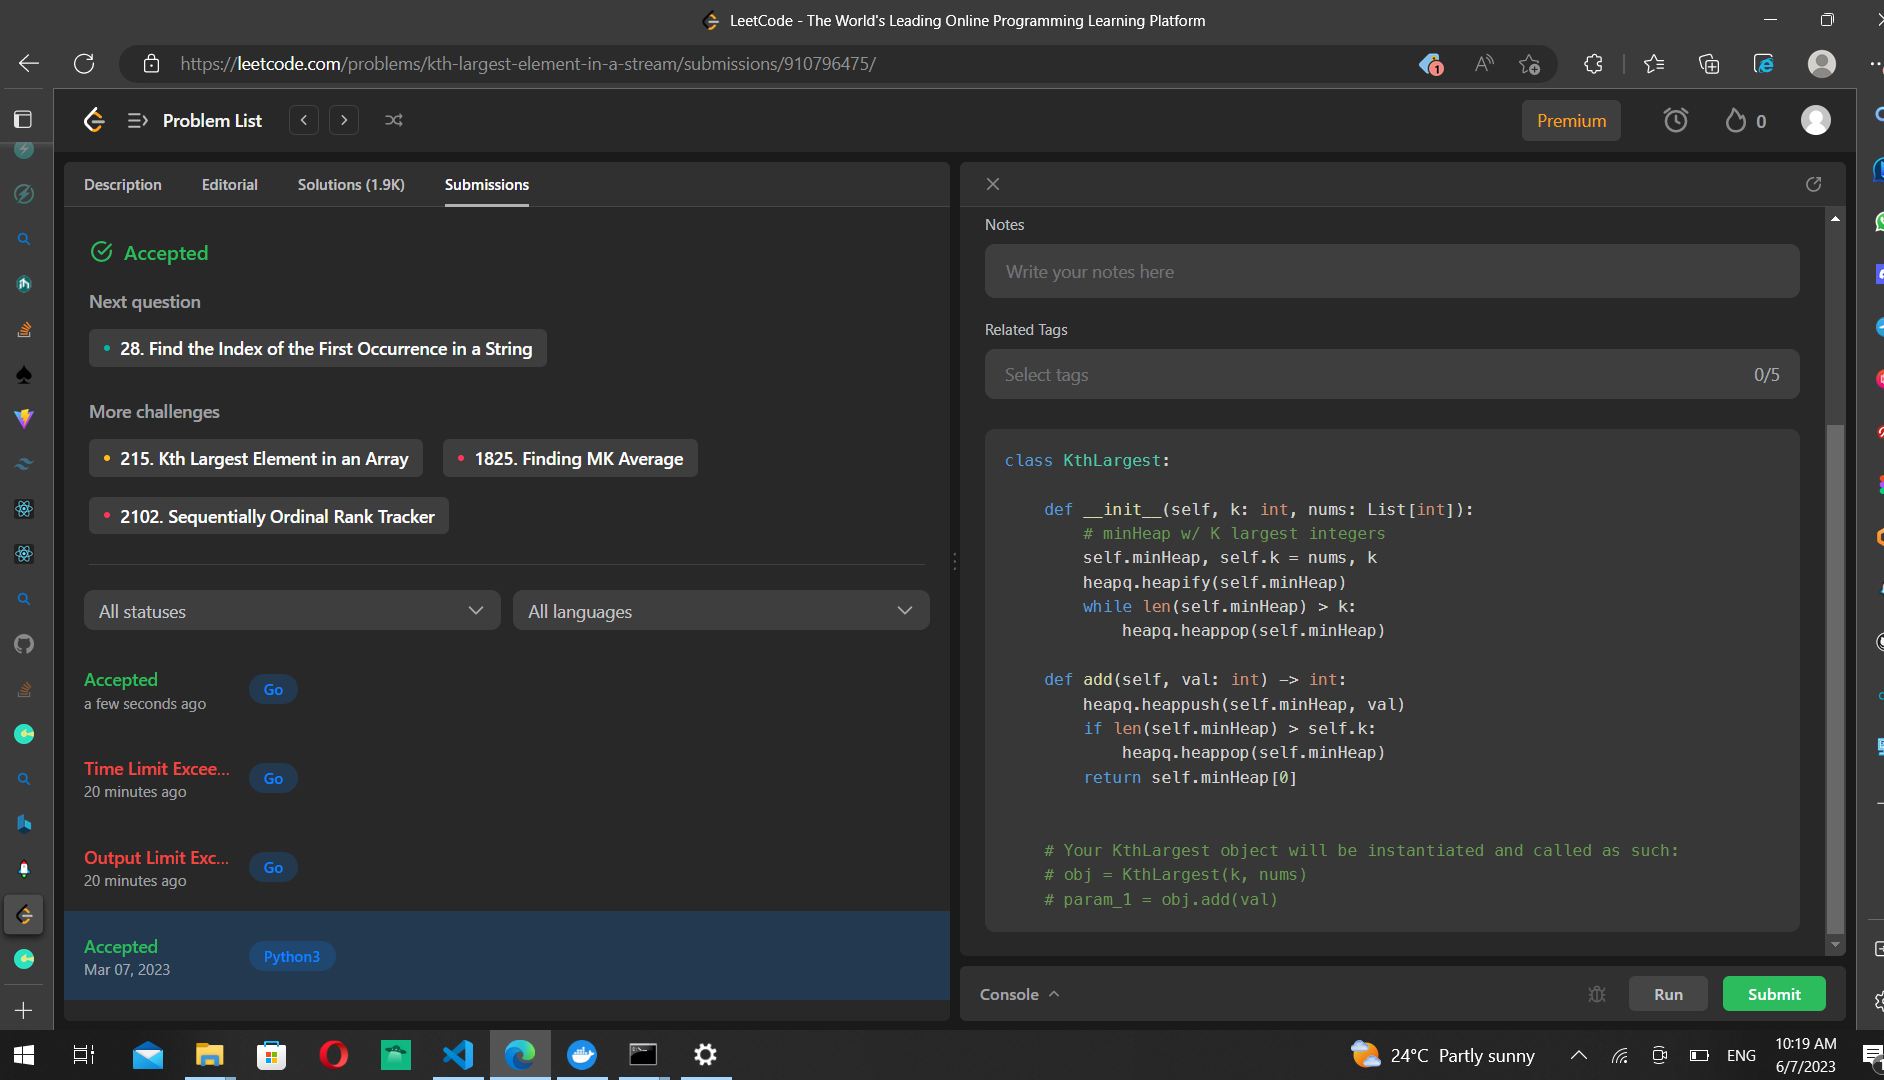 LeetCode - The World's Leading Online Programming Learning Platform
https://leetcode.com/problems/kth-largest-element-in-a-stream/submissions/910796475/
1
Problem List
Premium
0
Description
Editorial
Solutions (1.9K)
Submissions
Accepted
Next question
28. Find the Index of the First Occurrence in a String
More challenges
215. Kth Largest Element in an Array
1825. Finding MK Average
2102. Sequentially Ordinal Rank Tracker
All statuses
All languages
Accepted
a few seconds ago
Go
Time Limit Excee...
20 minutes ago
Go
Output Limit Exc...
20 minutes ago
Go
Accepted
Mar 07, 2023
Python3
Notes
Write your notes here
Related Tags
Select tags
0/5
class KthLargest:
def __init__(self, k: int, nums: List[int]):
# minHeap w/ K largest integers
self.minHeap, self.k = nums, k
heapq.heapify(self.minHeap)
while len(self.minHeap) > k:
heapq.heappop(self.minHeap)
def add(self, val: int) -> int:
heapq.heappush(self.minHeap, val)
if len(self.minHeap) > self.k:
heapq.heappop(self.minHeap)
return self.minHeap[0]
# Your KthLargest object will be instantiated and called as such:
# obj = KthLargest(k, nums)
# param_1 = obj.add(val)
Console
Run
Submit
24°C Partly sunny
ENG
10:19 AM
6/7/2023